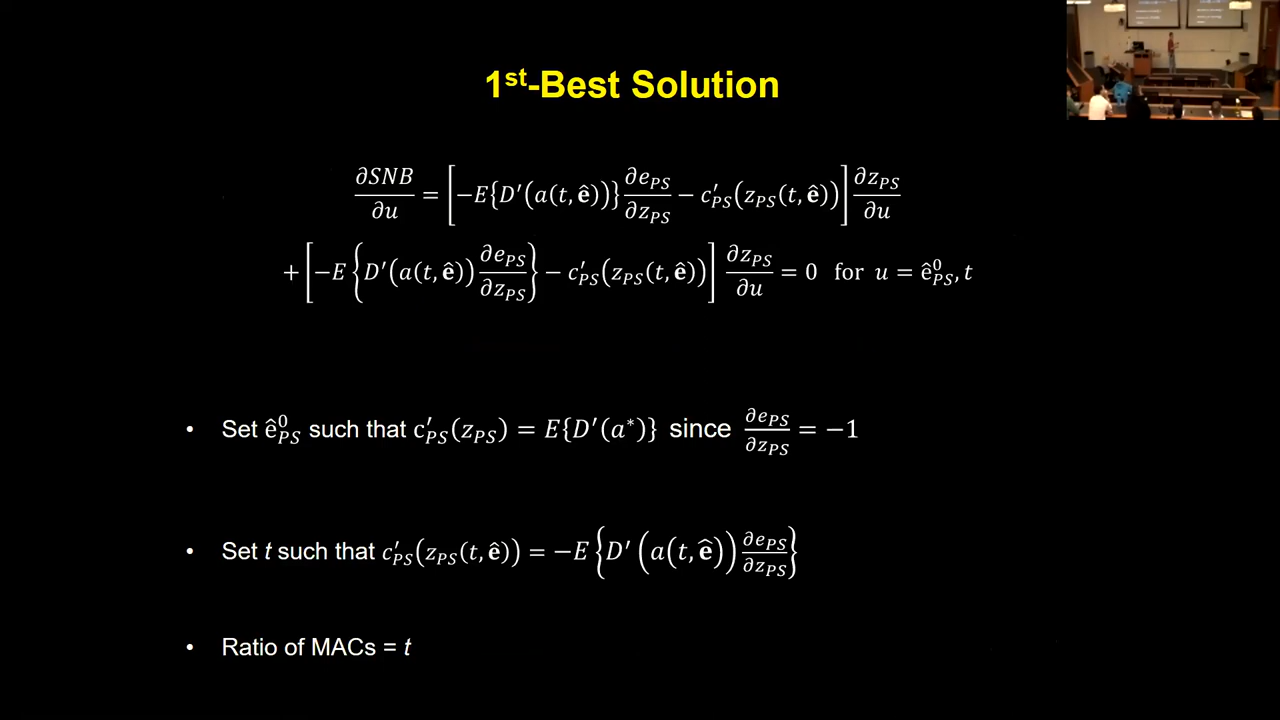 1st-Best Solution
∂SNB/∂u = [−E{D′(a(t, ê))} ∂e_PS/∂z_PS − c′_PS(z_PS(t, ê))] ∂z_PS/∂u
+ [−E{D′(a(t, ê)) ∂e_PS/∂z_PS} − c′_PS(z_PS(t, ê))] ∂z_PS/∂u = 0 for u = ê⁰_PS, t
• Set ê⁰_PS such that c′_PS(z_PS) = E{D′(a*)} since ∂e_PS/∂z_PS = −1
• Set t such that c′_PS(z_PS(t, ê)) = −E{D′(a(t, ê)) ∂e_PS/∂z_PS}
• Ratio of MACs = t